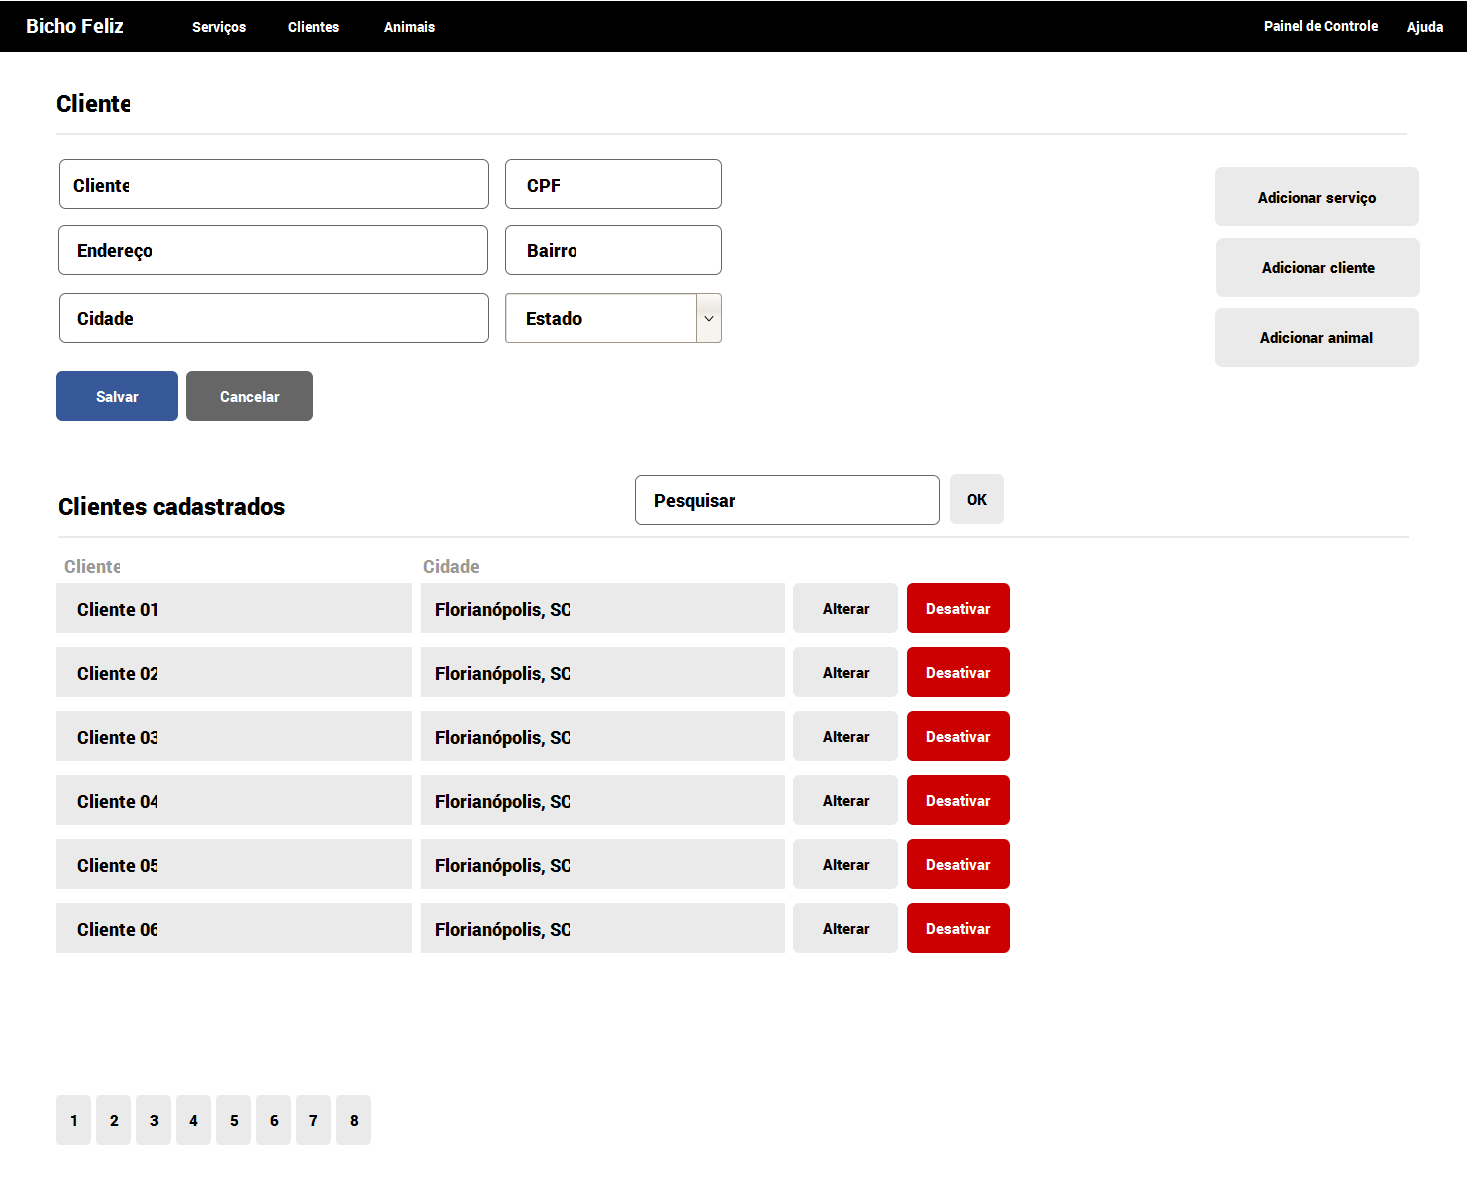 Bicho Feliz Serviços Clientes Animais Painel de Controle Ajuda
Cliente
Cliente CPF
Adicionar serviço
Endereço Bairro
Adicionar cliente
Cidade Estado
Adicionar animal
Salvar Cancelar
Clientes cadastrados Pesquisar OK
Cliente Cidade
Cliente 01 Florianópolis, SC Alterar Desativar
Cliente 02 Florianópolis, SC Alterar Desativar
Cliente 03 Florianópolis, SC Alterar Desativar
Cliente 04 Florianópolis, SC Alterar Desativar
Cliente 05 Florianópolis, SC Alterar Desativar
Cliente 06 Florianópolis, SC Alterar Desativar
1 2 3 4 5 6 7 8